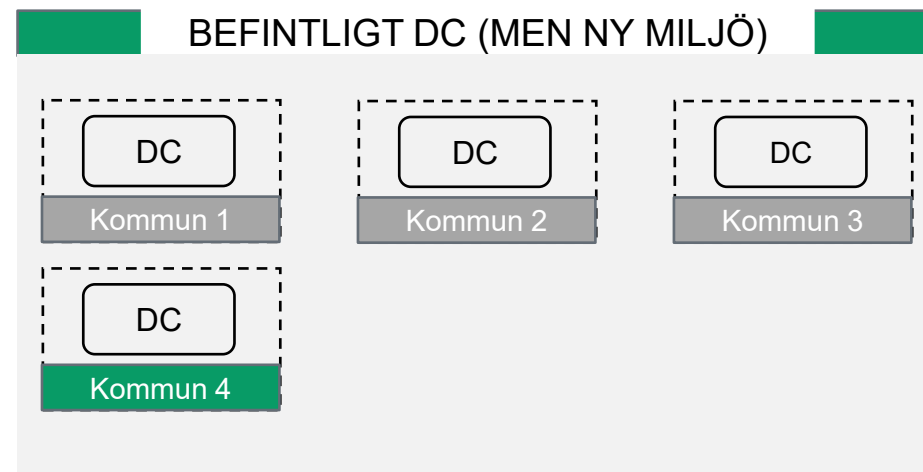 BEFINTLIGT DC (MEN NY MILJÖ)
DC
Kommun 1
DC
Kommun 2
DC
Kommun 3
DC
Kommun 4